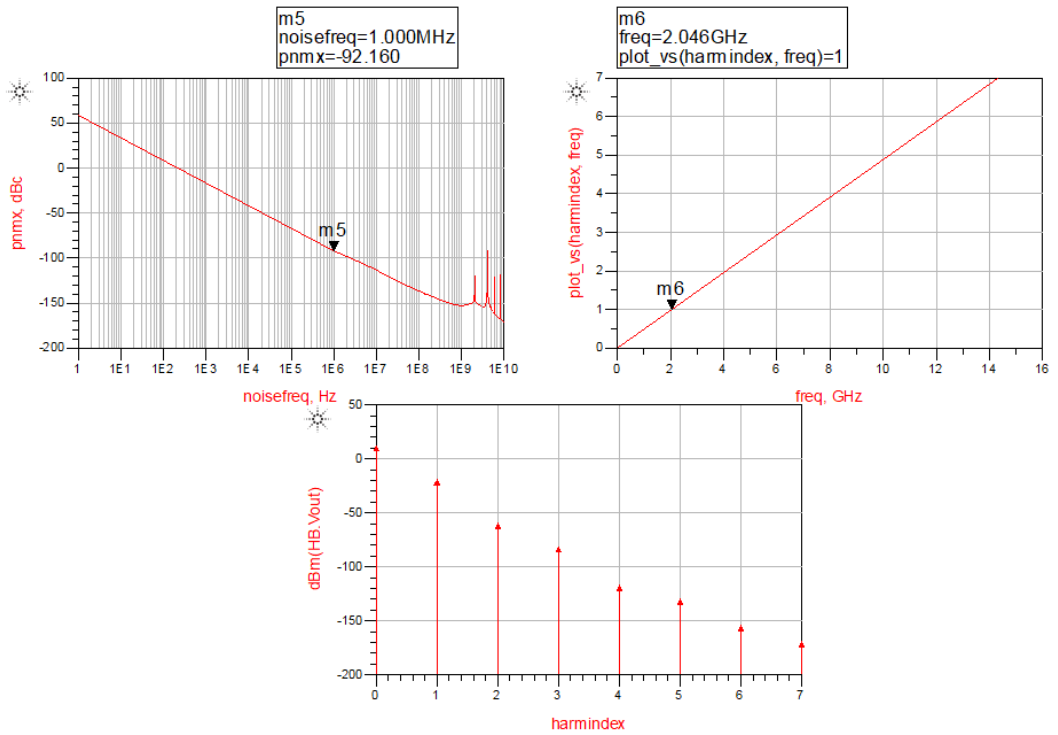 m5
noisefreq=1.000MHz
pnmx=-92.160
m6
freq=2.046GHz
plot_vs(harmindex, freq)=1
100
50
0
-50
-100
-150
-200
pnmx, dBc
m5
1
1E1
1E2
1E3
1E4
1E5
1E6
1E7
1E8
1E9
1E10
noisefreq, Hz
7
6
5
4
3
2
1
0
plot_vs(harmindex, freq)
m6
0
2
4
6
8
10
12
14
16
freq, GHz
50
0
-50
-100
-150
-200
dBm(HB.Vout)
0
1
2
3
4
5
6
7
harmindex